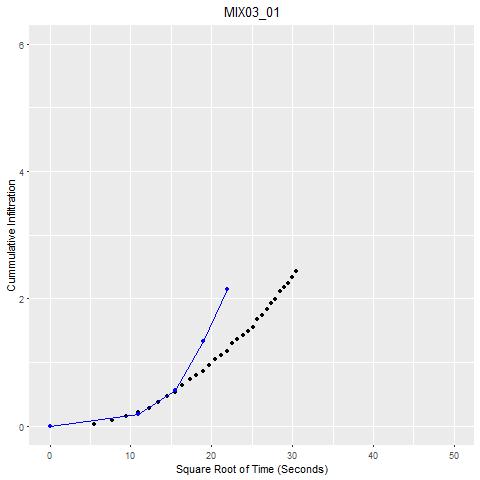 MIX03_01
6
4
2
0
Cummulative Infiltration
0 10 20 30 40 50
Square Root of Time (Seconds)